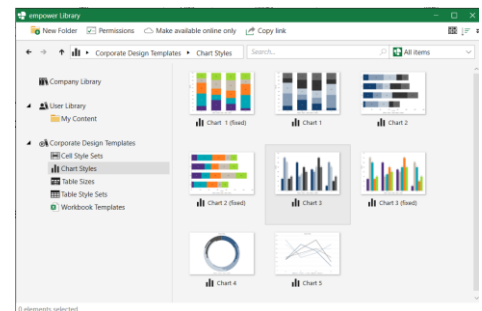 empower Library
New Folder Permissions Make available online only Copy link
Corporate Design Templates Chart Styles Search... All items
Company Library
User Library
My Content
Corporate Design Templates
Cell Style Sets
Chart Styles
Table Sizes
Table Style Sets
Workbook Templates
Chart 1 (fixed) Chart 1 Chart 2
Chart 2 (fixed) Chart 3 Chart 3 (fixed)
Chart 4 Chart 5
0 elements selected